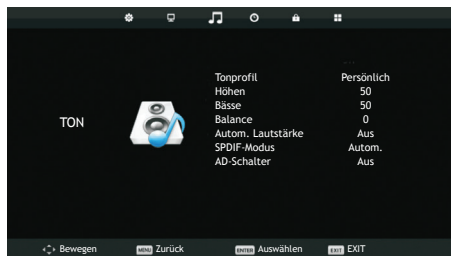 Tonprofil Persönlich
Höhen 50
Bässe 50
TON
Balance 0
Autom. Lautstärke Aus
SPDIF-Modus Autom.
AD-Schalter Aus
Bewegen MENU Zurück ENTER Auswählen EXIT EXIT